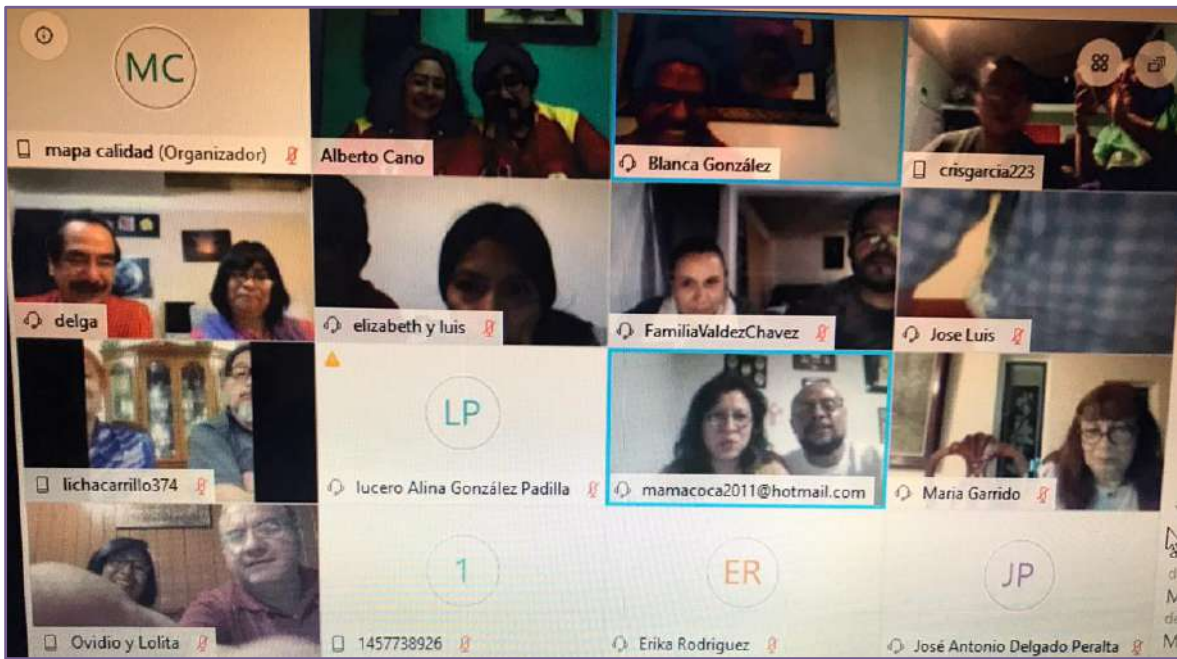 MC
mapa calidad (Organizador)
Alberto Cano
Blanca González
crisgarcia223
delga
elizabeth y luis
FamiliaValdezChavez
Jose Luis
lichacarrillo374
LP
lucero Alina González Padilla
mamacoca2011@hotmail.com
Maria Garrido
Ovidio y Lolita
1
1457738926
ER
Erika Rodriguez
JP
José Antonio Delgado Peralta